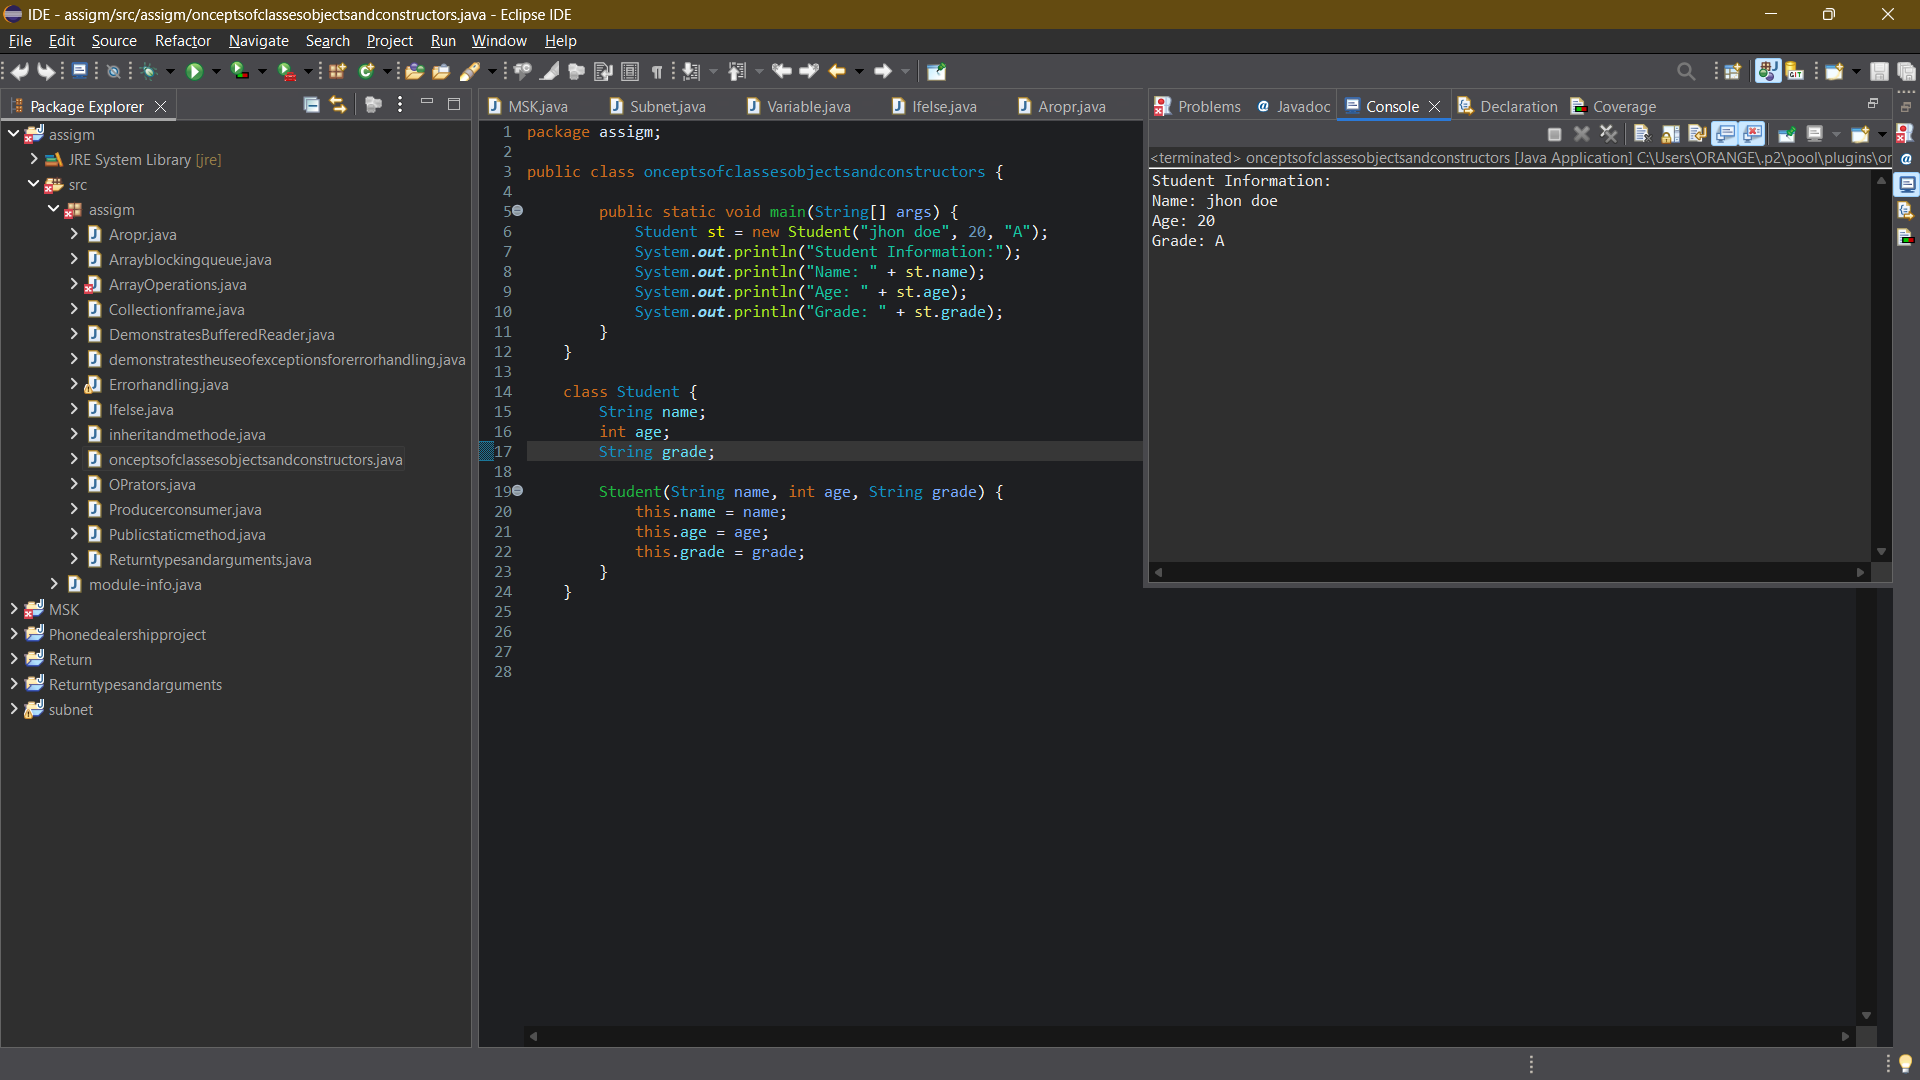 IDE - assigm/src/assigm/onceptsofclassesobjectsandconstructors.java - Eclipse IDE
File Edit Source Refactor Navigate Search Project Run Window Help
Package Explorer
assigm
JRE System Library [jre]
src
assigm
Aropr.java
Arrayblockingqueue.java
ArrayOperations.java
Collectionframe.java
DemonstratesBufferedReader.java
demonstratestheuseofexceptionsforerrorhandling.java
Errorhandling.java
Ifelse.java
inheritandmethode.java
onceptsofclassesobjectsandconstructors.java
OPrators.java
Producerconsumer.java
Publicstaticmethod.java
Returntypesandarguments.java
module-info.java
MSK
Phonedealershipproject
Return
Returntypesandarguments
subnet
MSK.java Subnet.java Variable.java Ifelse.java Aropr.java
1 package assigm;
2
3 public class onceptsofclassesobjectsandconstructors {
4
5 public static void main(String[] args) {
6 Student st = new Student("jhon doe", 20, "A");
7 System.out.println("Student Information:");
8 System.out.println("Name: " + st.name);
9 System.out.println("Age: " + st.age);
10 System.out.println("Grade: " + st.grade);
11 }
12 }
13
14 class Student {
15 String name;
16 int age;
17 String grade;
18
19 Student(String name, int age, String grade) {
20 this.name = name;
21 this.age = age;
22 this.grade = grade;
23 }
24 }
25
26
27
28
Problems Javadoc Console Declaration Coverage
<terminated> onceptsofclassesobjectsandconstructors [Java Application] C:\Users\ORANGE\.p2\pool\plugins\or
Student Information:
Name: jhon doe
Age: 20
Grade: A